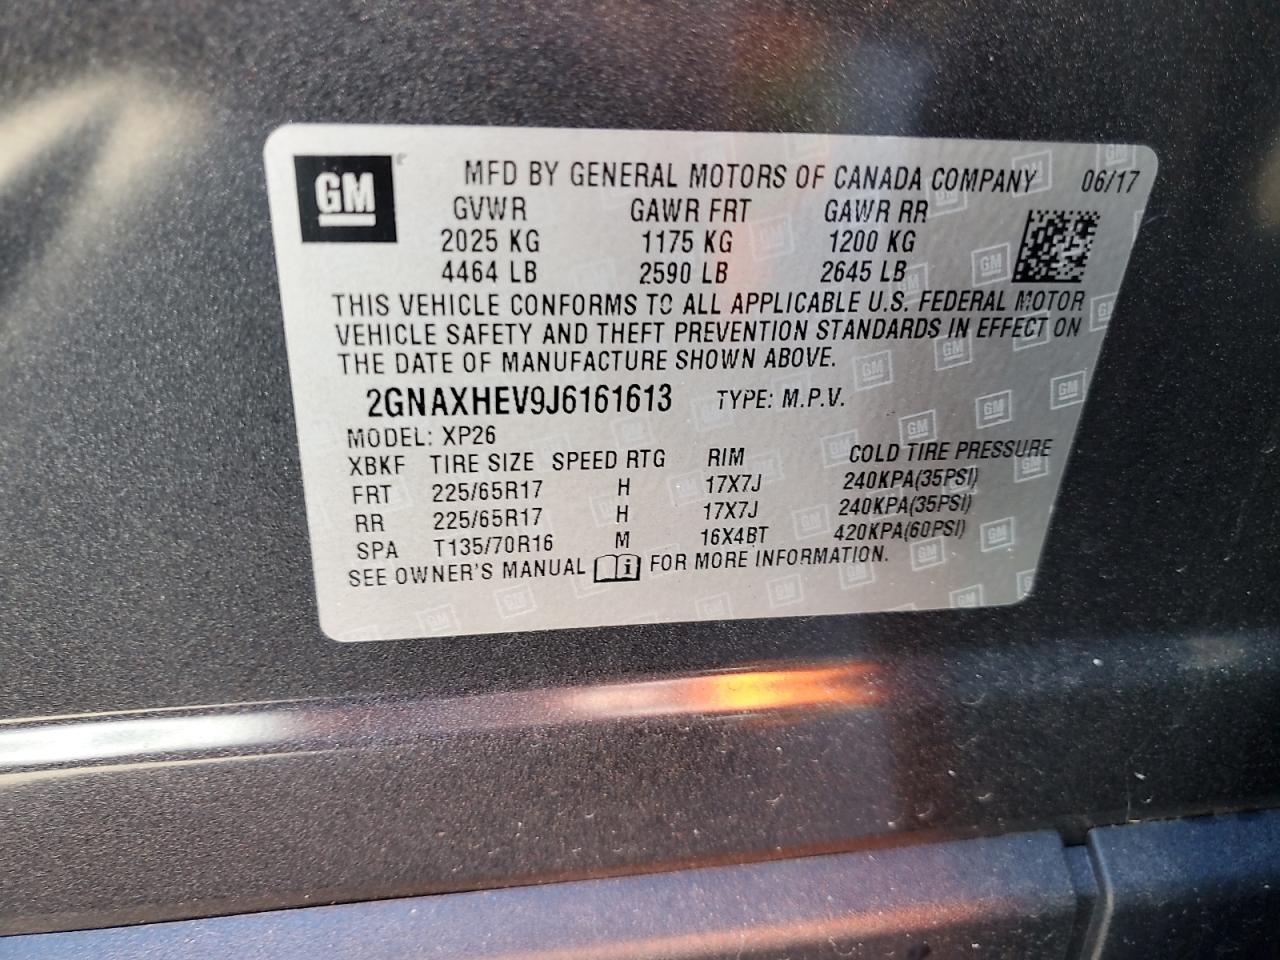 GM MFD BY GENERAL MOTORS OF CANADA COMPANY 06/17
GVWR GAWR FRT GAWR RR
2025 KG 1175 KG 1200 KG
4464 LB 2590 LB 2645 LB
THIS VEHICLE CONFORMS TO ALL APPLICABLE U.S. FEDERAL MOTOR
VEHICLE SAFETY AND THEFT PREVENTION STANDARDS IN EFFECT ON
THE DATE OF MANUFACTURE SHOWN ABOVE.
2GNAXHEV9J6161613 TYPE: M.P.V.
MODEL: XP26
XBKF TIRE SIZE SPEED RTG RIM COLD TIRE PRESSURE
FRT 225/65R17 H 17X7J 240KPA(35PSI)
RR 225/65R17 H 17X7J 240KPA(35PSI)
SPA T135/70R16 M 16X4BT 420KPA(60PSI)
SEE OWNER'S MANUAL FOR MORE INFORMATION.